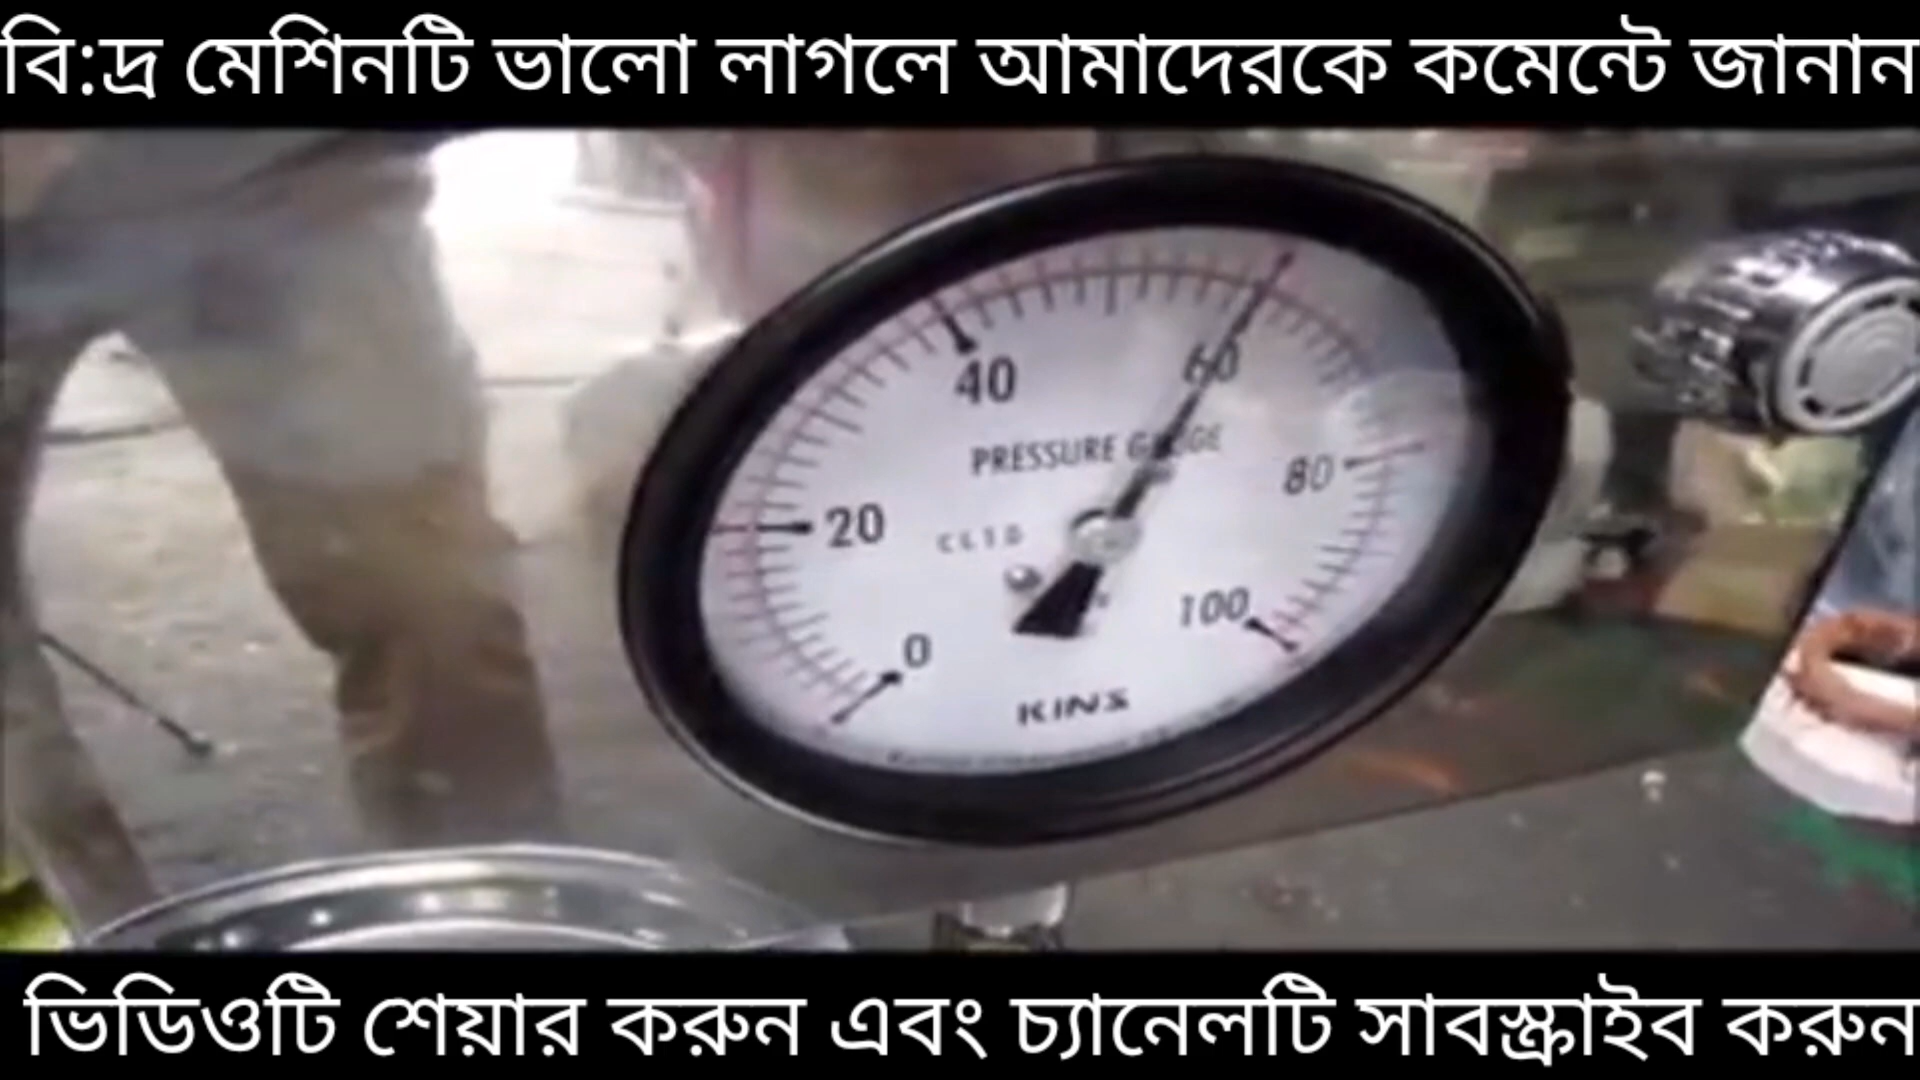 বি:দ্র মেশিনটি ভালো লাগলে আমাদেরকে কমেন্টে জানান
40
60
PRESSURE GAUGE
80
20
100
0
KINS
ভিডিওটি শেয়ার করুন এবং চ্যানেলটি সাবস্ক্রাইব করুন